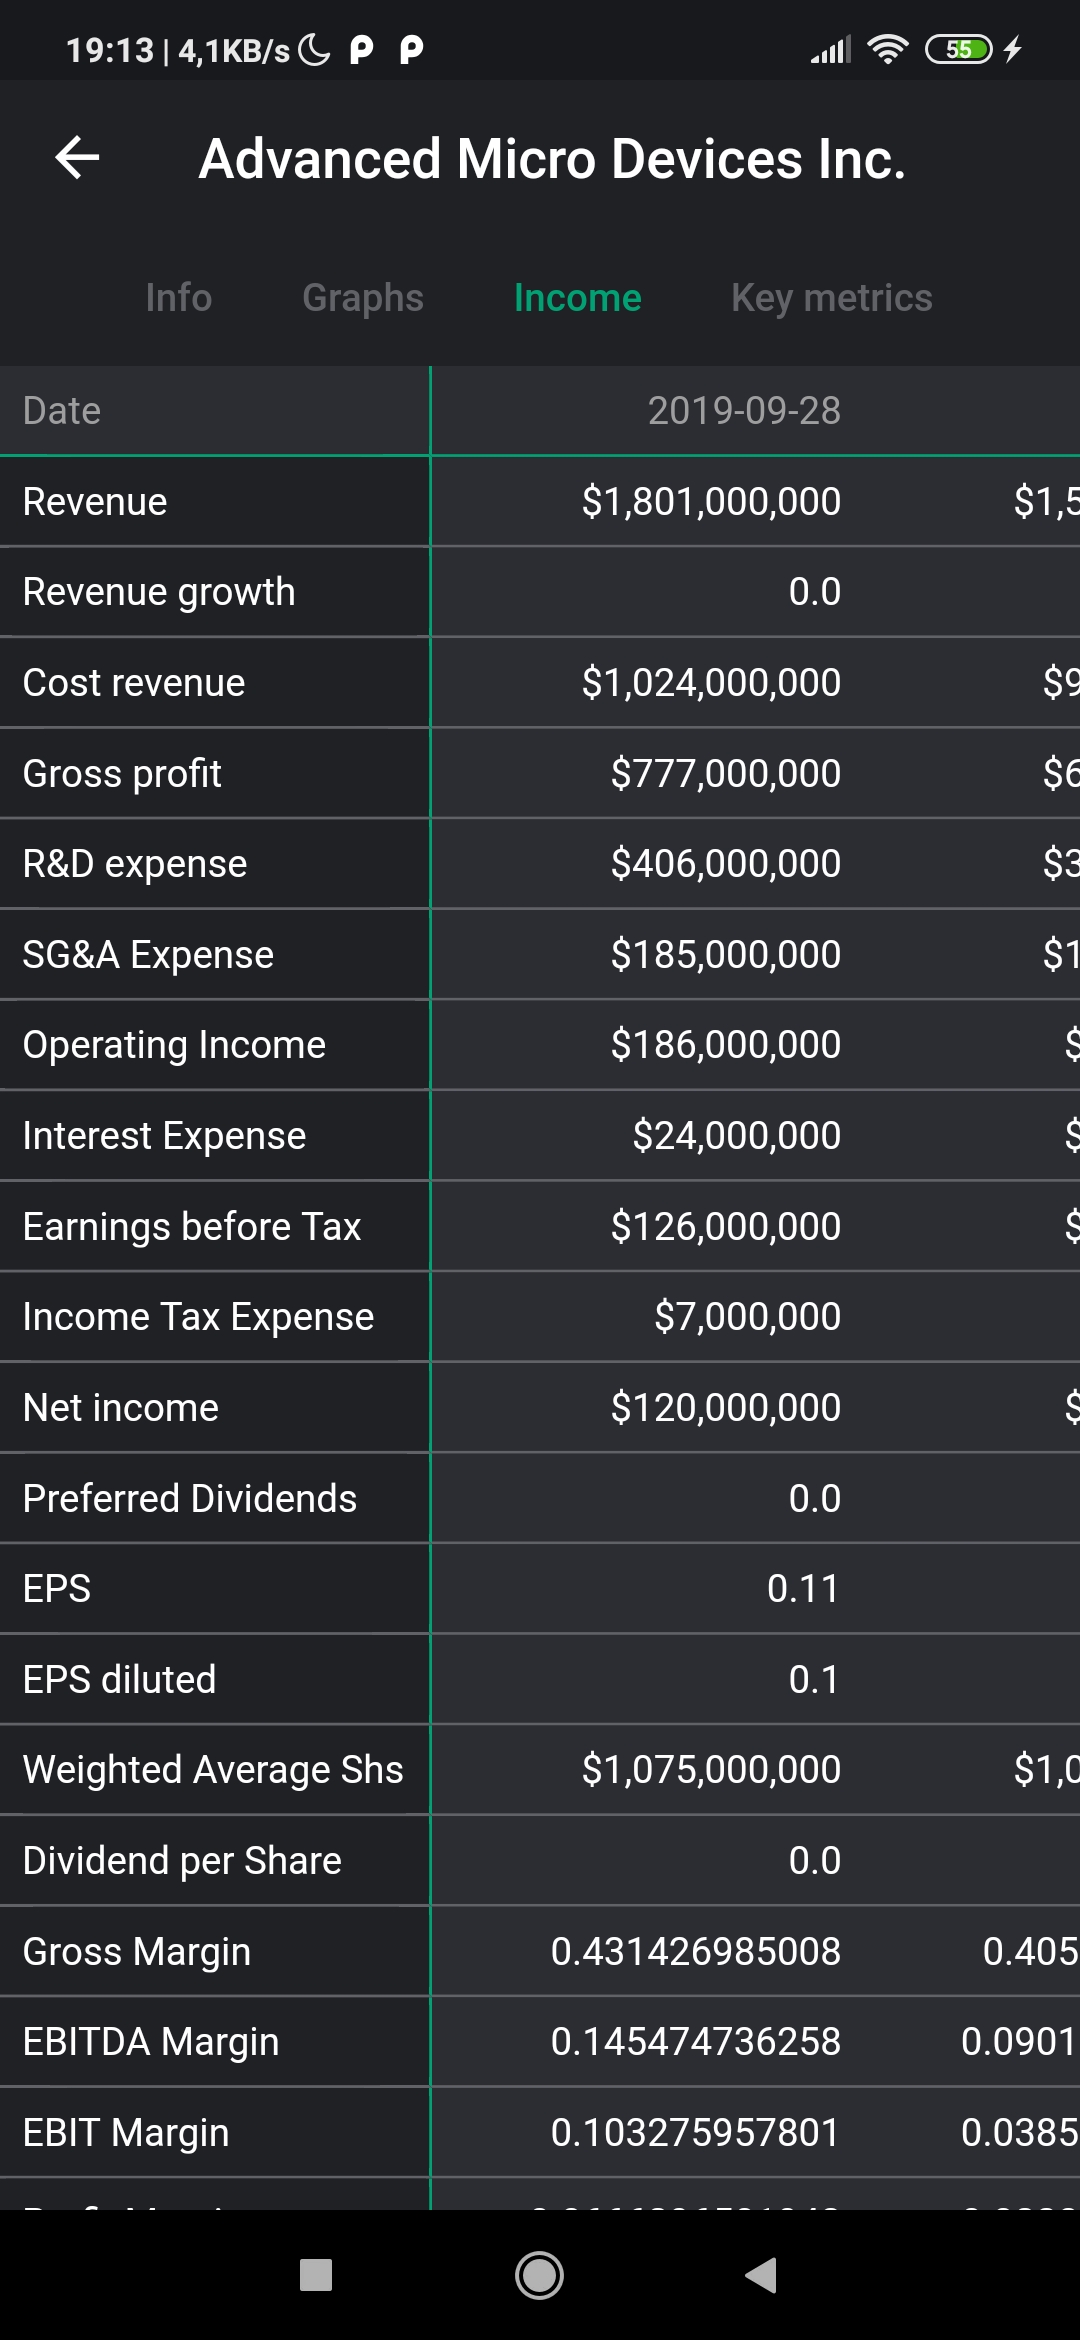 19:13 | 4,1KB/s P P 55
Advanced Micro Devices Inc.
Info Graphs Income Key metrics
Date 2019-09-28
Revenue $1,801,000,000 $1,5
Revenue growth 0.0
Cost revenue $1,024,000,000 $9
Gross profit $777,000,000 $6
R&D expense $406,000,000 $3
SG&A Expense $185,000,000 $1
Operating Income $186,000,000 $
Interest Expense $24,000,000 $
Earnings before Tax $126,000,000 $
Income Tax Expense $7,000,000
Net income $120,000,000 $
Preferred Dividends 0.0
EPS 0.11
EPS diluted 0.1
Weighted Average Shs $1,075,000,000 $1,0
Dividend per Share 0.0
Gross Margin 0.431426985008 0.405
EBITDA Margin 0.145474736258 0.0901
EBIT Margin 0.103275957801 0.0385